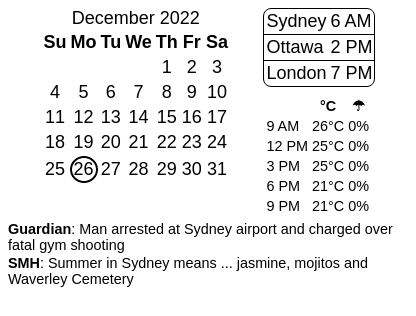 December 2022
Su Mo Tu We Th Fr Sa
1 2 3
4 5 6 7 8 9 10
11 12 13 14 15 16 17
18 19 20 21 22 23 24
25 26 27 28 29 30 31
Sydney 6 AM
Ottawa 2 PM
London 7 PM
°C ☂
9 AM 26°C 0%
12 PM 25°C 0%
3 PM 25°C 0%
6 PM 21°C 0%
9 PM 21°C 0%
Guardian: Man arrested at Sydney airport and charged over
fatal gym shooting
SMH: Summer in Sydney means ... jasmine, mojitos and
Waverley Cemetery